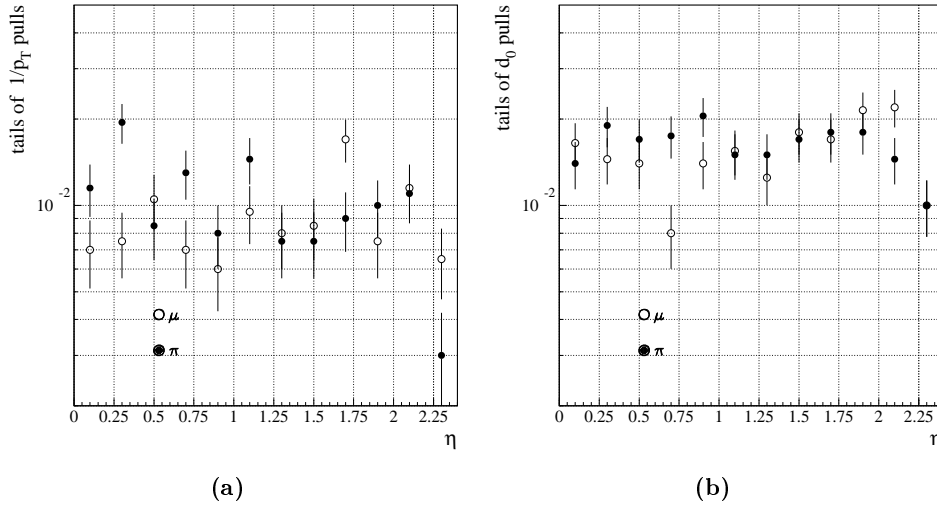 tails of 1/p_T pulls
10^-2
μ
π
0 0.25 0.5 0.75 1 1.25 1.5 1.75 2 2.25
η
(a)
tails of d_0 pulls
10^-2
μ
π
0 0.25 0.5 0.75 1 1.25 1.5 1.75 2 2.25
η
(b)